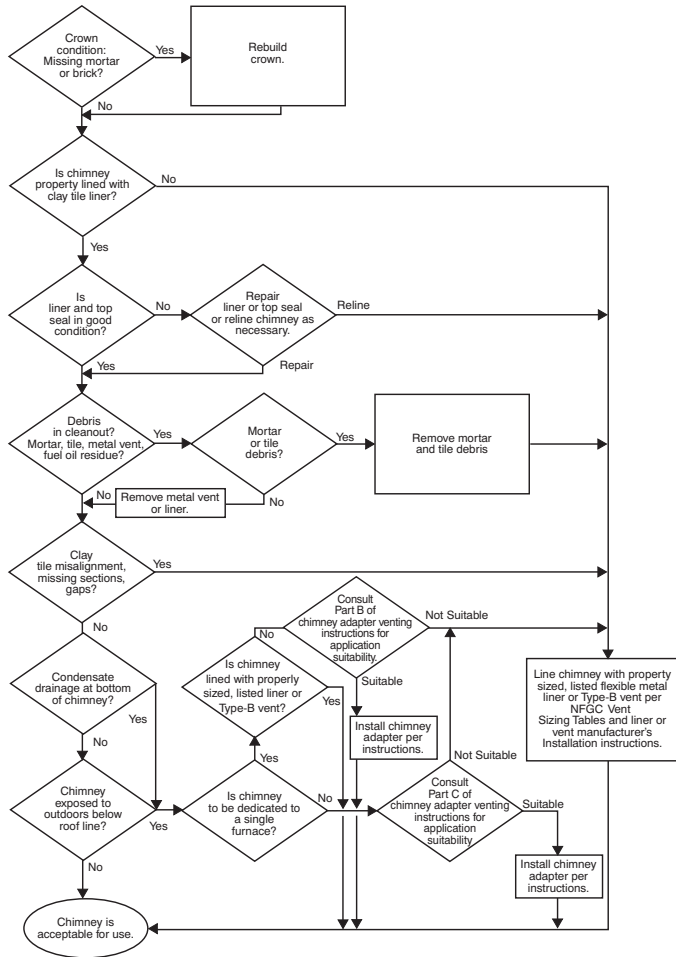 Crown
condition:
Missing mortar
or brick?
Yes
Rebuild
crown.
No
Is chimney
property lined with
clay tile liner?
No
Yes
Is
liner and top
seal in good
condition?
No
Repair
liner or top seal
or reline chimney as
necessary.
Reline
Yes
Repair
Debris
in cleanout?
Mortar, tile, metal vent,
fuel oil residue?
Yes
Mortar
or tile
debris?
Yes
Remove mortar
and tile debris
No
Remove metal vent
or liner.
No
Clay
tile misalignment,
missing sections,
gaps?
Yes
No
Consult
Part B of
chimney adapter venting
instructions for
application
suitability.
Not Suitable
No
Suitable
Is chimney
lined with properly
sized, listed liner or
Type-B vent?
Yes
Condensate
drainage at bottom
of chimney?
Yes
No
Install chimney
adapter per
instructions.
Line chimney with property
sized, listed flexible metal
liner or Type-B vent per
NFGC Vent
Sizing Tables and liner or
vent manufacturer's
Installation instructions.
Yes
Not Suitable
Chimney
exposed to
outdoors below
roof line?
Yes
Is chimney
to be dedicated to
a single
furnace?
No
Consult
Part C of
chimney adapter venting
instructions for
application
suitability
Suitable
No
Install chimney
adapter per
instructions.
Chimney is
acceptable for use.